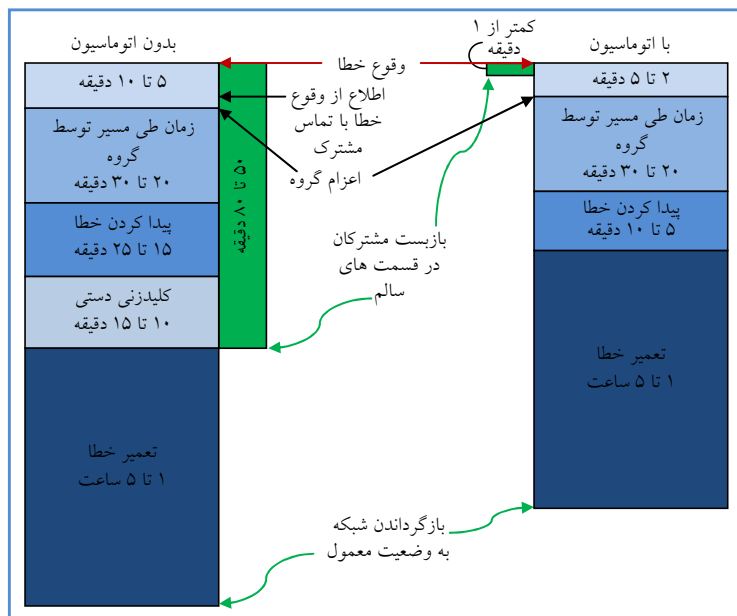 با اتوماسیون
۲ تا ۵ دقیقه
زمان طی مسیر توسط
گروه
۲۰ تا ۳۰ دقیقه
پیدا کردن خطا
۵ تا ۱۰ دقیقه
تعمیر خطا
۱ تا ۵ ساعت
کمتر از ۱
دقیقه
وقوع خطا
اطلاع از وقوع
خطا با تماس
مشترک
اعزام گروه
بازبست مشترکان
در قسمت های
سالم
بازگرداندن شبکه
به وضعیت معمول
بدون اتوماسیون
۵ تا ۱۰ دقیقه
زمان طی مسیر توسط
گروه
۲۰ تا ۳۰ دقیقه
پیدا کردن خطا
۱۵ تا ۲۵ دقیقه
کلیدزنی دستی
۱۰ تا ۱۵ دقیقه
تعمیر خطا
۱ تا ۵ ساعت
۵۰ تا ۸۰ دقیقه